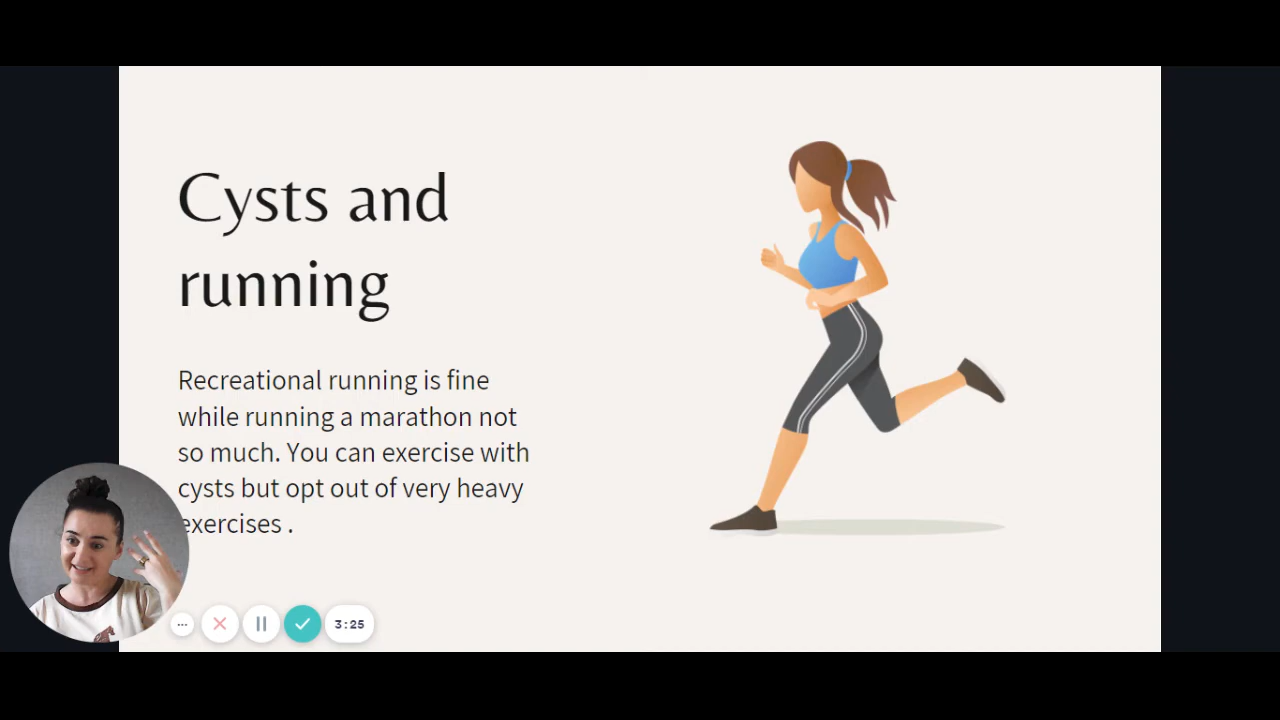 Cysts and
running
Recreational running is fine
while running a marathon not
so much. You can exercise with
cysts but opt out of very heavy
exercises .
3:25